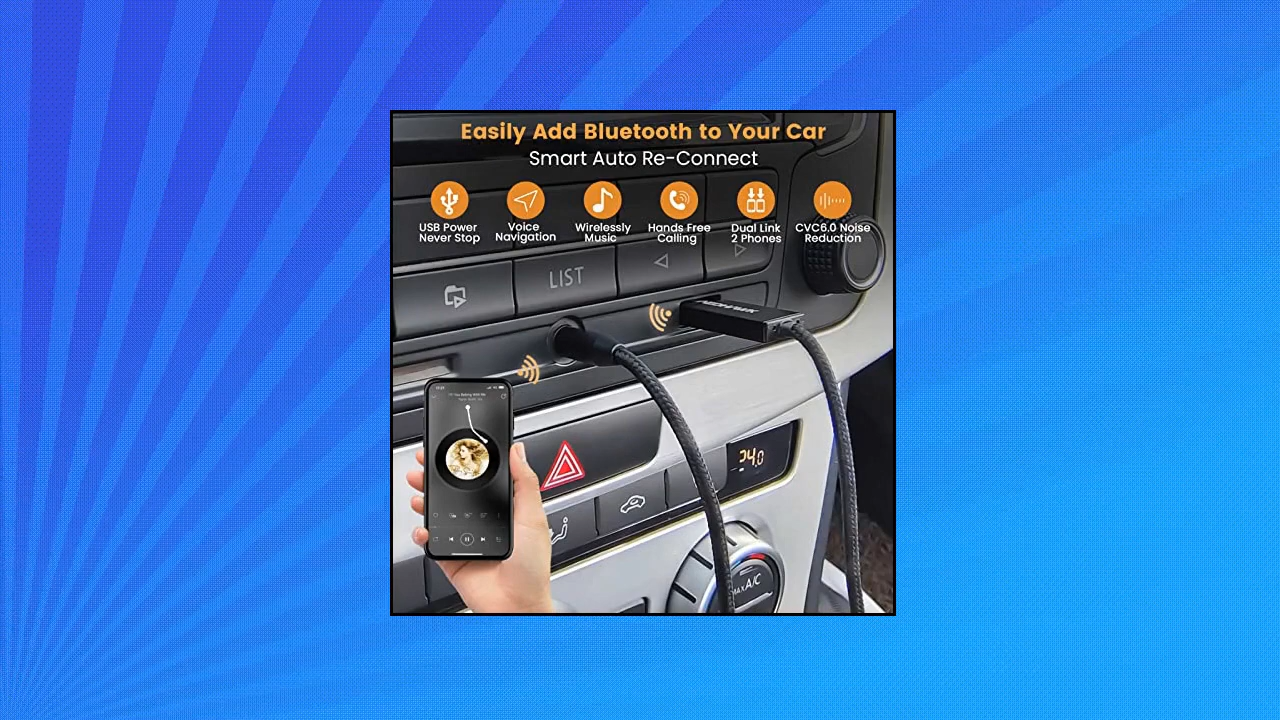 Easily Add Bluetooth to Your Car
Smart Auto Re-Connect
USB Power
Never Stop
Voice
Navigation
Wirelessly
Music
Hands Free
Calling
Dual Link
2 Phones
CVC6.0 Noise
Reduction
LIST
24.0
MAX A/C